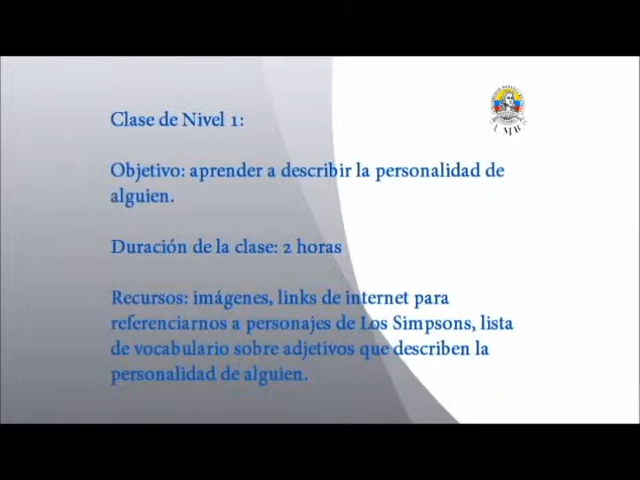 Clase de Nivel 1:
Objetivo: aprender a describir la personalidad de
alguien.
Duración de la clase: 2 horas
Recursos: imágenes, links de internet para
referenciarnos a personajes de Los Simpsons, lista
de vocabulario sobre adjetivos que describen la
personalidad de alguien.
UMB